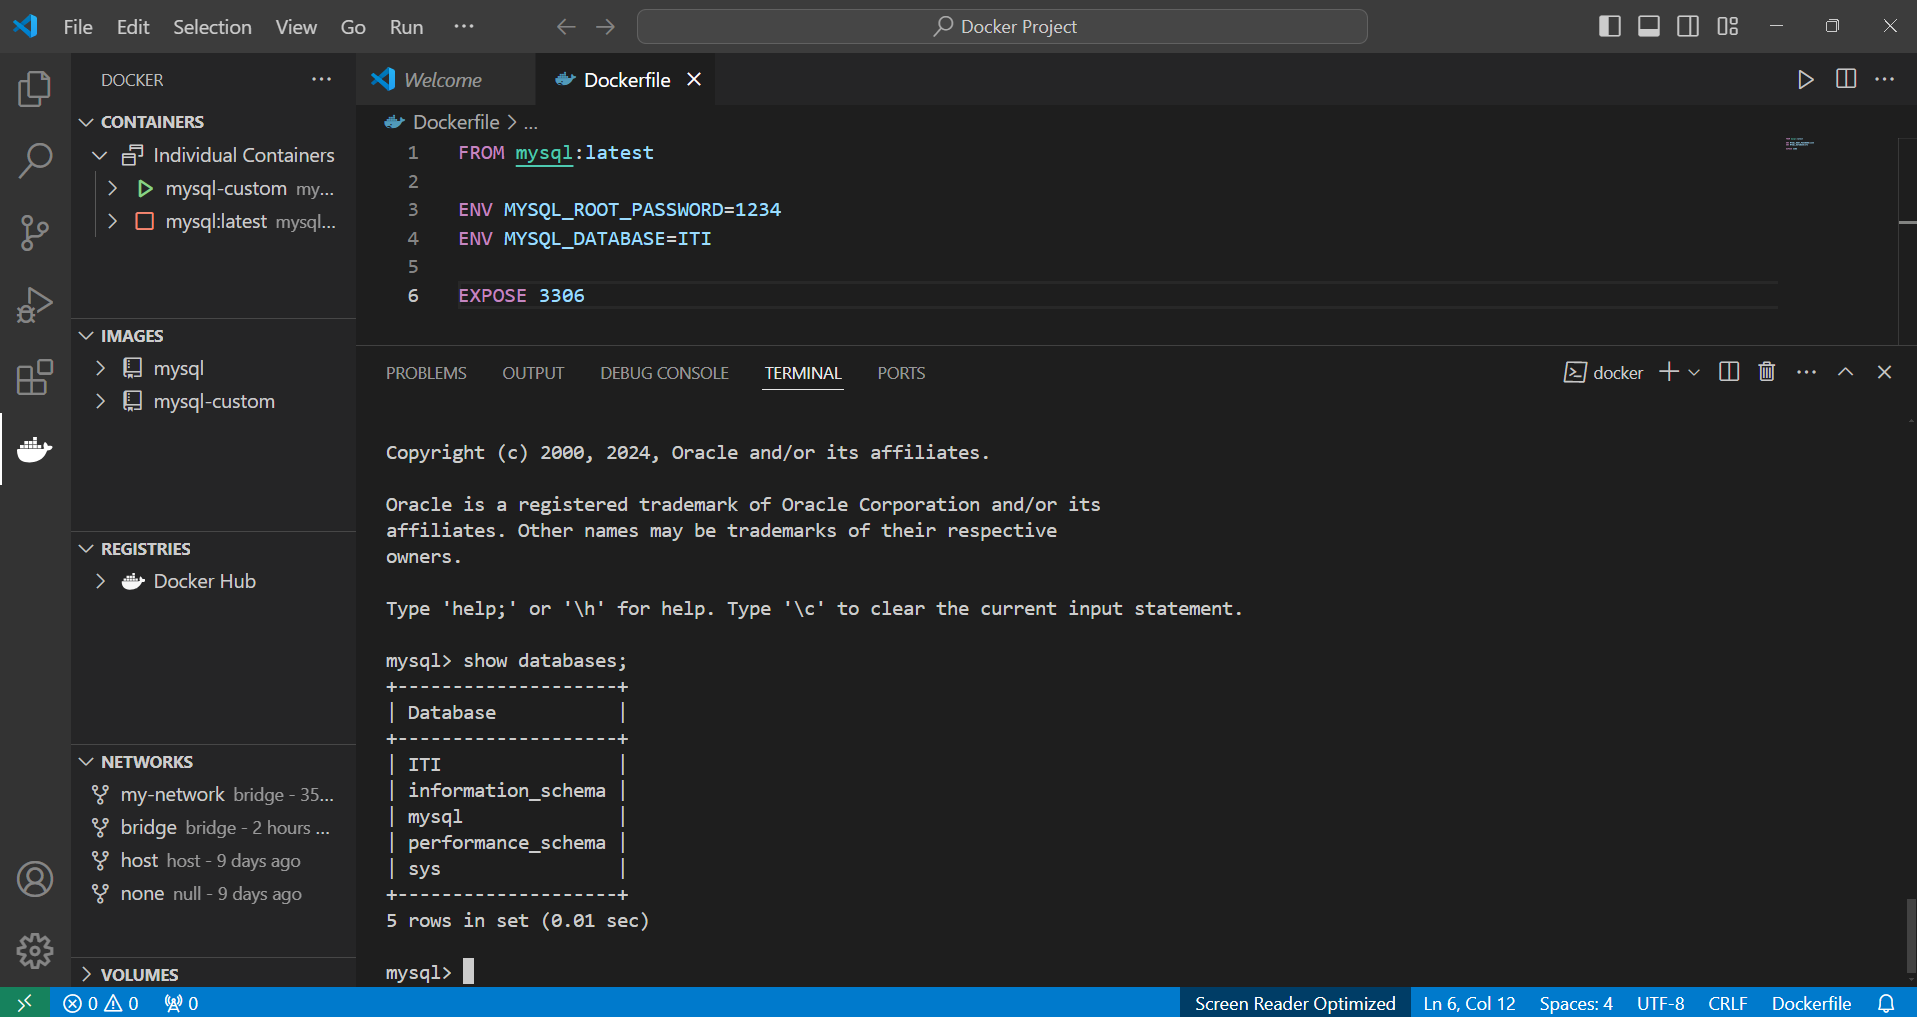 File Edit Selection View Go Run ···
Docker Project
DOCKER ···
CONTAINERS
Individual Containers
mysql-custom my...
mysql:latest mysql...
IMAGES
mysql
mysql-custom
REGISTRIES
Docker Hub
NETWORKS
my-network bridge - 35...
bridge bridge - 2 hours ...
host host - 9 days ago
none null - 9 days ago
VOLUMES
Welcome
Dockerfile
Dockerfile > ...
1 FROM mysql:latest
2
3 ENV MYSQL_ROOT_PASSWORD=1234
4 ENV MYSQL_DATABASE=ITI
5
6 EXPOSE 3306
PROBLEMS OUTPUT DEBUG CONSOLE TERMINAL PORTS
docker
Copyright (c) 2000, 2024, Oracle and/or its affiliates.
Oracle is a registered trademark of Oracle Corporation and/or its
affiliates. Other names may be trademarks of their respective
owners.
Type 'help;' or '\h' for help. Type '\c' to clear the current input statement.
mysql> show databases;
+--------------------+
| Database           |
+--------------------+
| ITI                |
| information_schema |
| mysql              |
| performance_schema |
| sys                |
+--------------------+
5 rows in set (0.01 sec)
mysql>
0 0 0
Screen Reader Optimized Ln 6, Col 12 Spaces: 4 UTF-8 CRLF Dockerfile